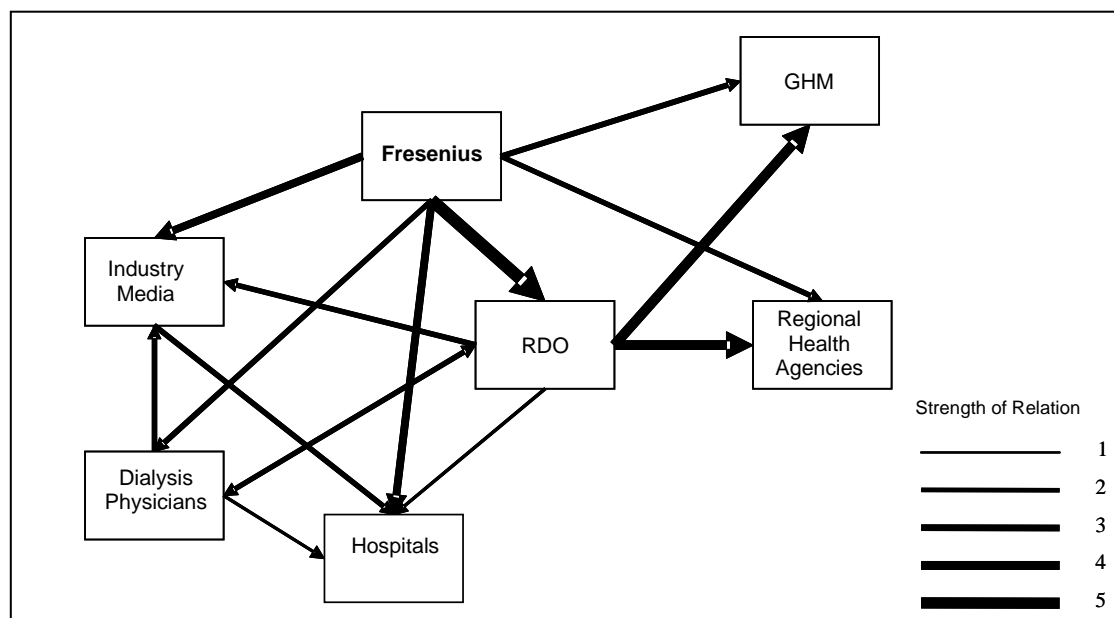 GHM
Fresenius
Industry
Media
RDO
Regional
Health
Agencies
Dialysis
Physicians
Hospitals
Strength of Relation
1
2
3
4
5